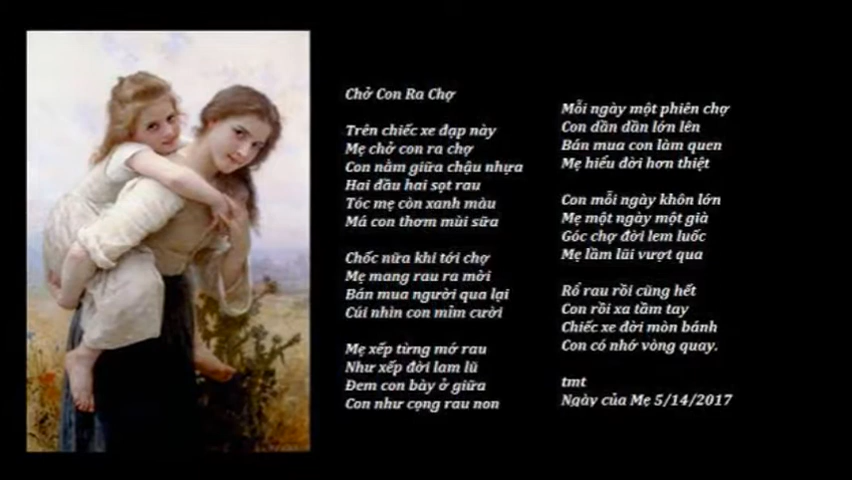 Chở Con Ra Chợ
Trên chiếc xe đạp này
Mẹ chở con ra chợ
Con nằm giữa chậu nhựa
Hai đầu hai sọt rau
Tóc mẹ còn xanh màu
Má con thơm mùi sữa
Chốc nữa khi tới chợ
Mẹ mang rau ra mời
Bán mua người qua lại
Cúi nhìn con mỉm cười
Mẹ xếp từng mớ rau
Như xếp đời lam lũ
Đem con bày ở giữa
Con như cọng rau non
Mỗi ngày một phiên chợ
Con dần dần lớn lên
Bán mua con làm quen
Mẹ hiểu đời hơn thiệt
Con mỗi ngày khôn lớn
Mẹ một ngày một già
Góc chợ đời lem luốc
Mẹ lầm lũi vượt qua
Rổ rau rồi cũng hết
Con rồi xa tầm tay
Chiếc xe đời mòn bánh
Con có nhớ vòng quay.
tmt
Ngày của Mẹ 5/14/2017